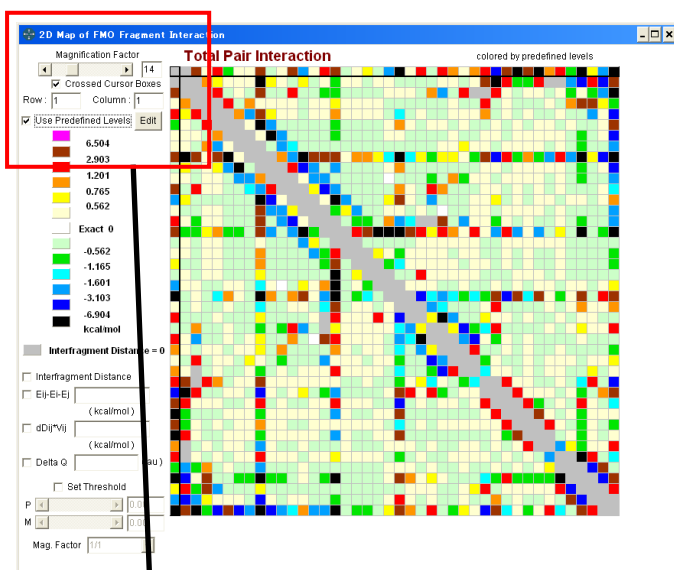 2D Map of FMO Fragment Interaction
Magnification Factor
14
Crossed Cursor Boxes
Row : 1 Column : 1
Use Predefined Levels Edit
6.504
2.903
1.201
0.765
0.562
Exact 0
-0.562
-1.165
-1.601
-3.103
-6.904
kcal/mol
Interfragment Distance = 0
Interfragment Distance
Eij-Ei-Ej
( kcal/mol )
dDij*Vij
( kcal/mol )
Delta Q au )
Set Threshold
P
M
Mag. Factor 1/1
Total Pair Interaction
colored by predefined levels